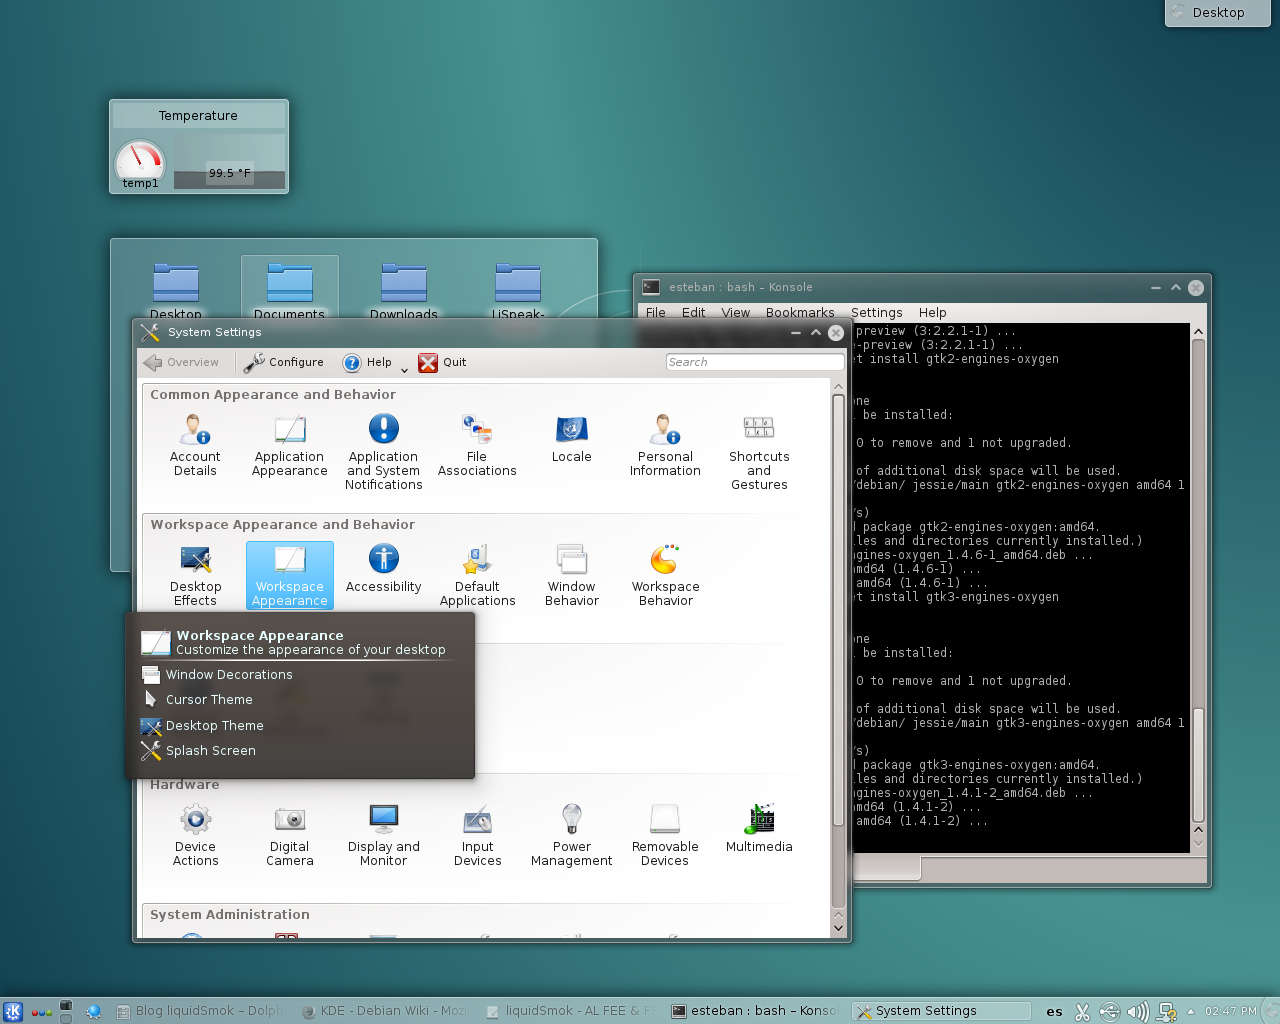 Desktop
Temperature
99.5 °F
temp1
Desktop
Documents
Downloads
LiSpeak-
esteban : bash – Konsole
File Edit View Bookmarks Settings Help
preview (3:2.2.1-1) ...
-preview (3:2.2.1-1) ...
et install gtk2-engines-oxygen
one
l be installed:
0 to remove and 1 not upgraded.
of additional disk space will be used.
/debian/ jessie/main gtk2-engines-oxygen amd64 1
/s)
d package gtk2-engines-oxygen:amd64.
les and directories currently installed.)
ngines-oxygen_1.4.6-1_amd64.deb ...
amd64 (1.4.6-1) ...
amd64 (1.4.6-1) ...
et install gtk3-engines-oxygen
one
l be installed:
0 to remove and 1 not upgraded.
of additional disk space will be used.
/debian/ jessie/main gtk3-engines-oxygen amd64 1
/s)
package gtk3-engines-oxygen:amd64.
les and directories currently installed.)
ngines-oxygen_1.4.1-2_amd64.deb ...
amd64 (1.4.1-2) ...
amd64 (1.4.1-2) ...
System Settings
Overview Configure Help Quit Search
Common Appearance and Behavior
Account Details
Application Appearance
Application and System Notifications
File Associations
Locale
Personal Information
Shortcuts and Gestures
Workspace Appearance and Behavior
Desktop Effects
Workspace Appearance
Accessibility
Default Applications
Window Behavior
Workspace Behavior
Workspace Appearance
Customize the appearance of your desktop
Window Decorations
Cursor Theme
Desktop Theme
Splash Screen
Hardware
Device Actions
Digital Camera
Display and Monitor
Input Devices
Power Management
Removable Devices
Multimedia
System Administration
Blog liquidSmok – Dolph
KDE - Debian Wiki - Mozi
liquidSmok - AL FEE & F
esteban : bash – Konsol
System Settings
es
02:47 PM